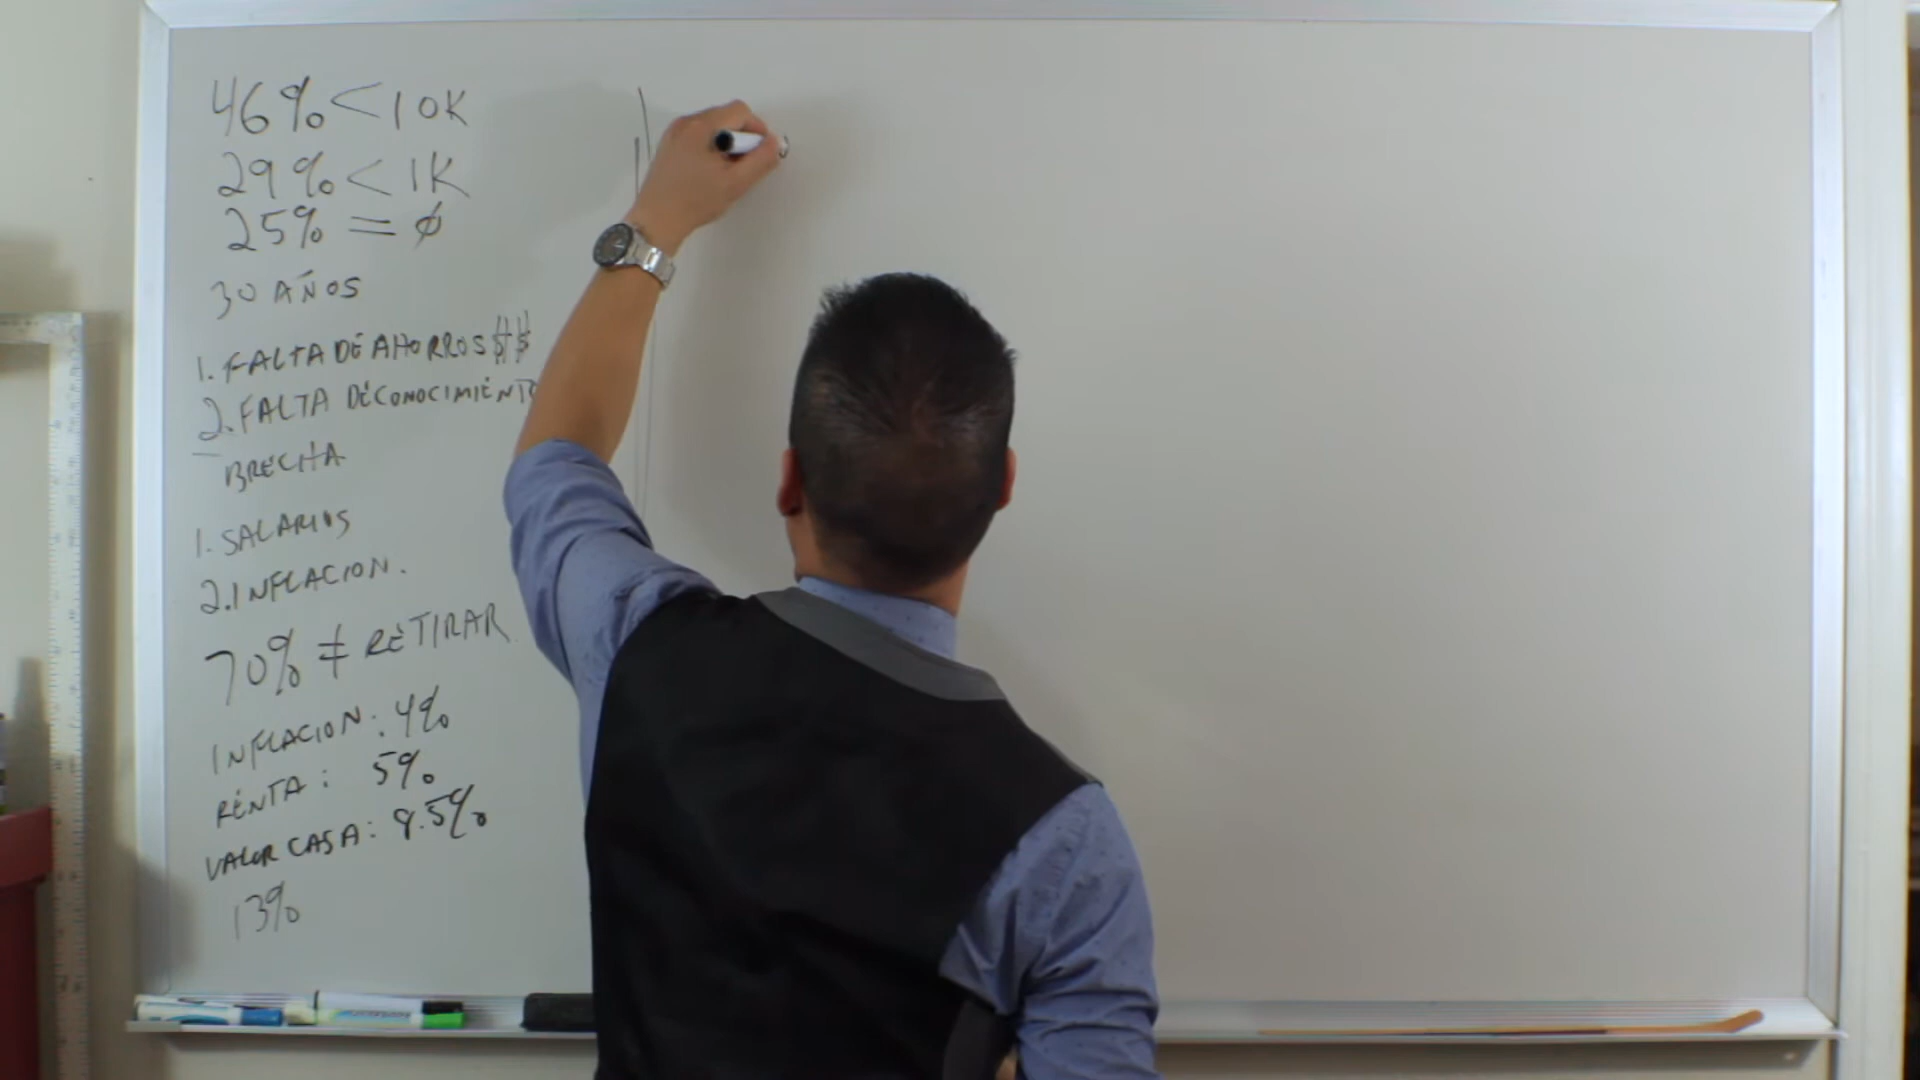 46% < 10K
29% < 1K
25% = ∅
30 AÑOS
1. FALTA DE AHORROS $$
2. FALTA DE CONOCIMIENTO
BRECHA
1. SALARIOS
2. INFLACION.
70% ≠ RETIRAR
INFLACION: 4%
RENTA: 5%
VALOR CASA: 8.5%
13%